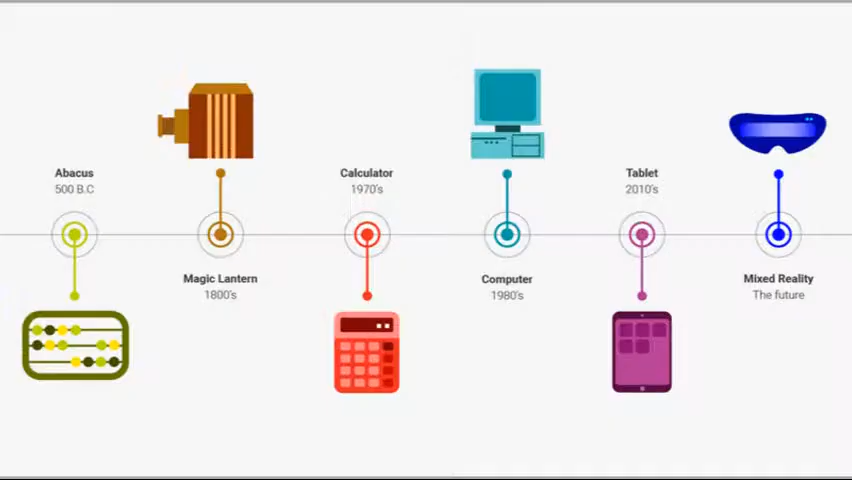 Abacus
500 B.C
Magic Lantern
1800's
Calculator
1970's
Computer
1980's
Tablet
2010's
Mixed Reality
The future